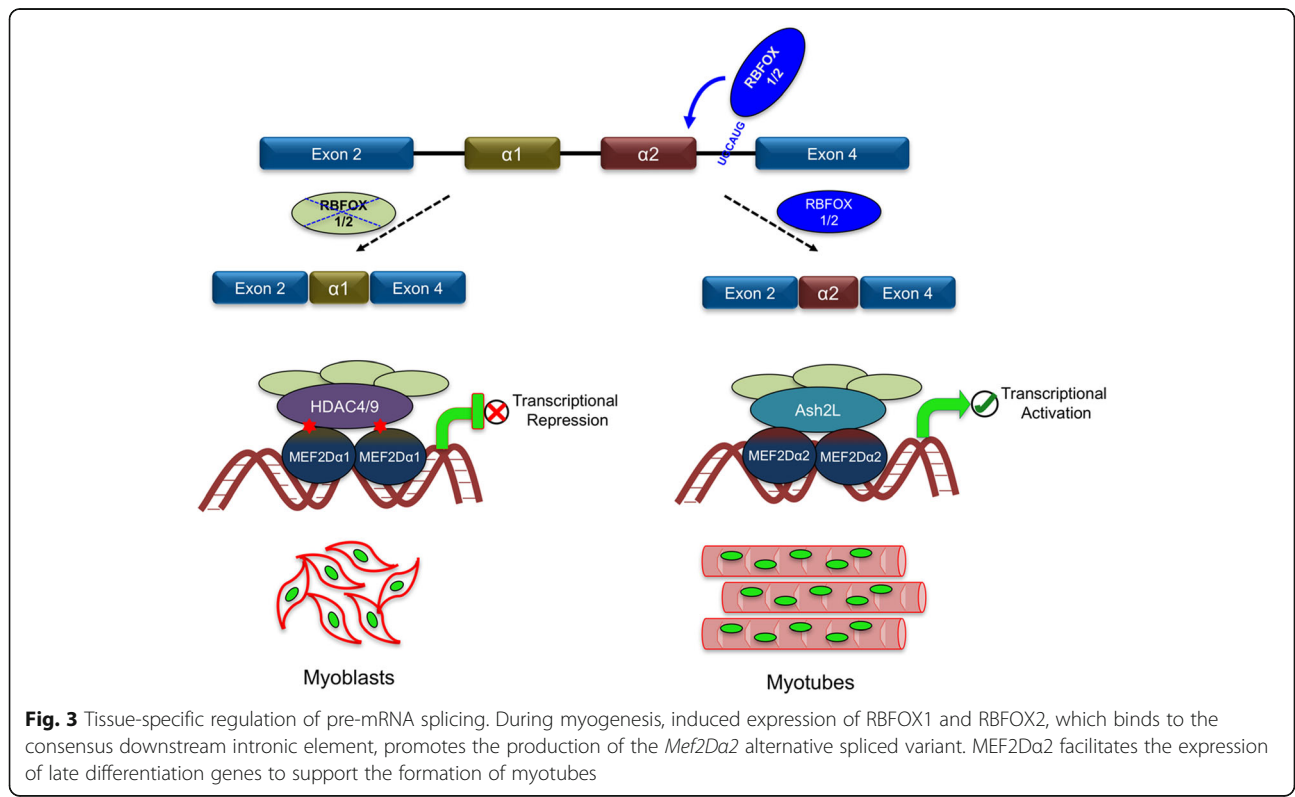 RBFOX
1/2
UGCAUG
Exon 2
α1
α2
Exon 4
RBFOX
1/2
RBFOX
1/2
Exon 2
α1
Exon 4
Exon 2
α2
Exon 4
HDAC4/9
Transcriptional
Repression
MEF2Dα1
MEF2Dα1
Ash2L
Transcriptional
Activation
MEF2Dα2
MEF2Dα2
Myoblasts
Myotubes
Fig. 3 Tissue-specific regulation of pre-mRNA splicing. During myogenesis, induced expression of RBFOX1 and RBFOX2, which binds to the
consensus downstream intronic element, promotes the production of the Mef2Dα2 alternative spliced variant. MEF2Dα2 facilitates the expression
of late differentiation genes to support the formation of myotubes